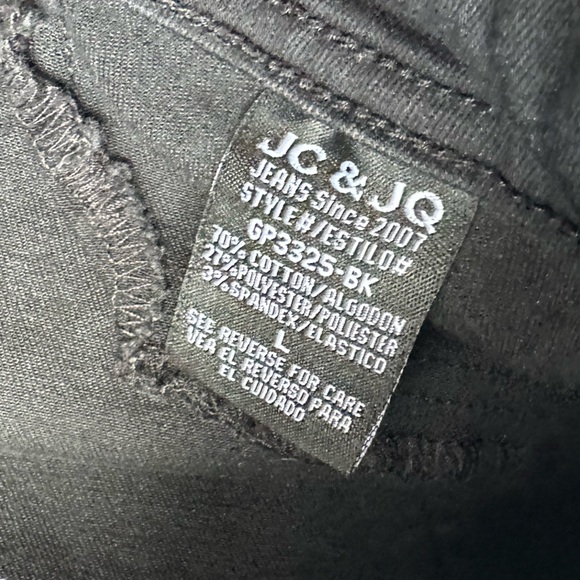 JC & JQ
JEANS Since 2007
STYLE#/ESTILO#
GP3325-BK
70% COTTON/ALGODON
27%POLYESTER/POLIESTER
3%SPANDEX/ELASTICO
L
SEE REVERSE FOR CARE
VEA EL REVERSO PARA
EL CUIDADO